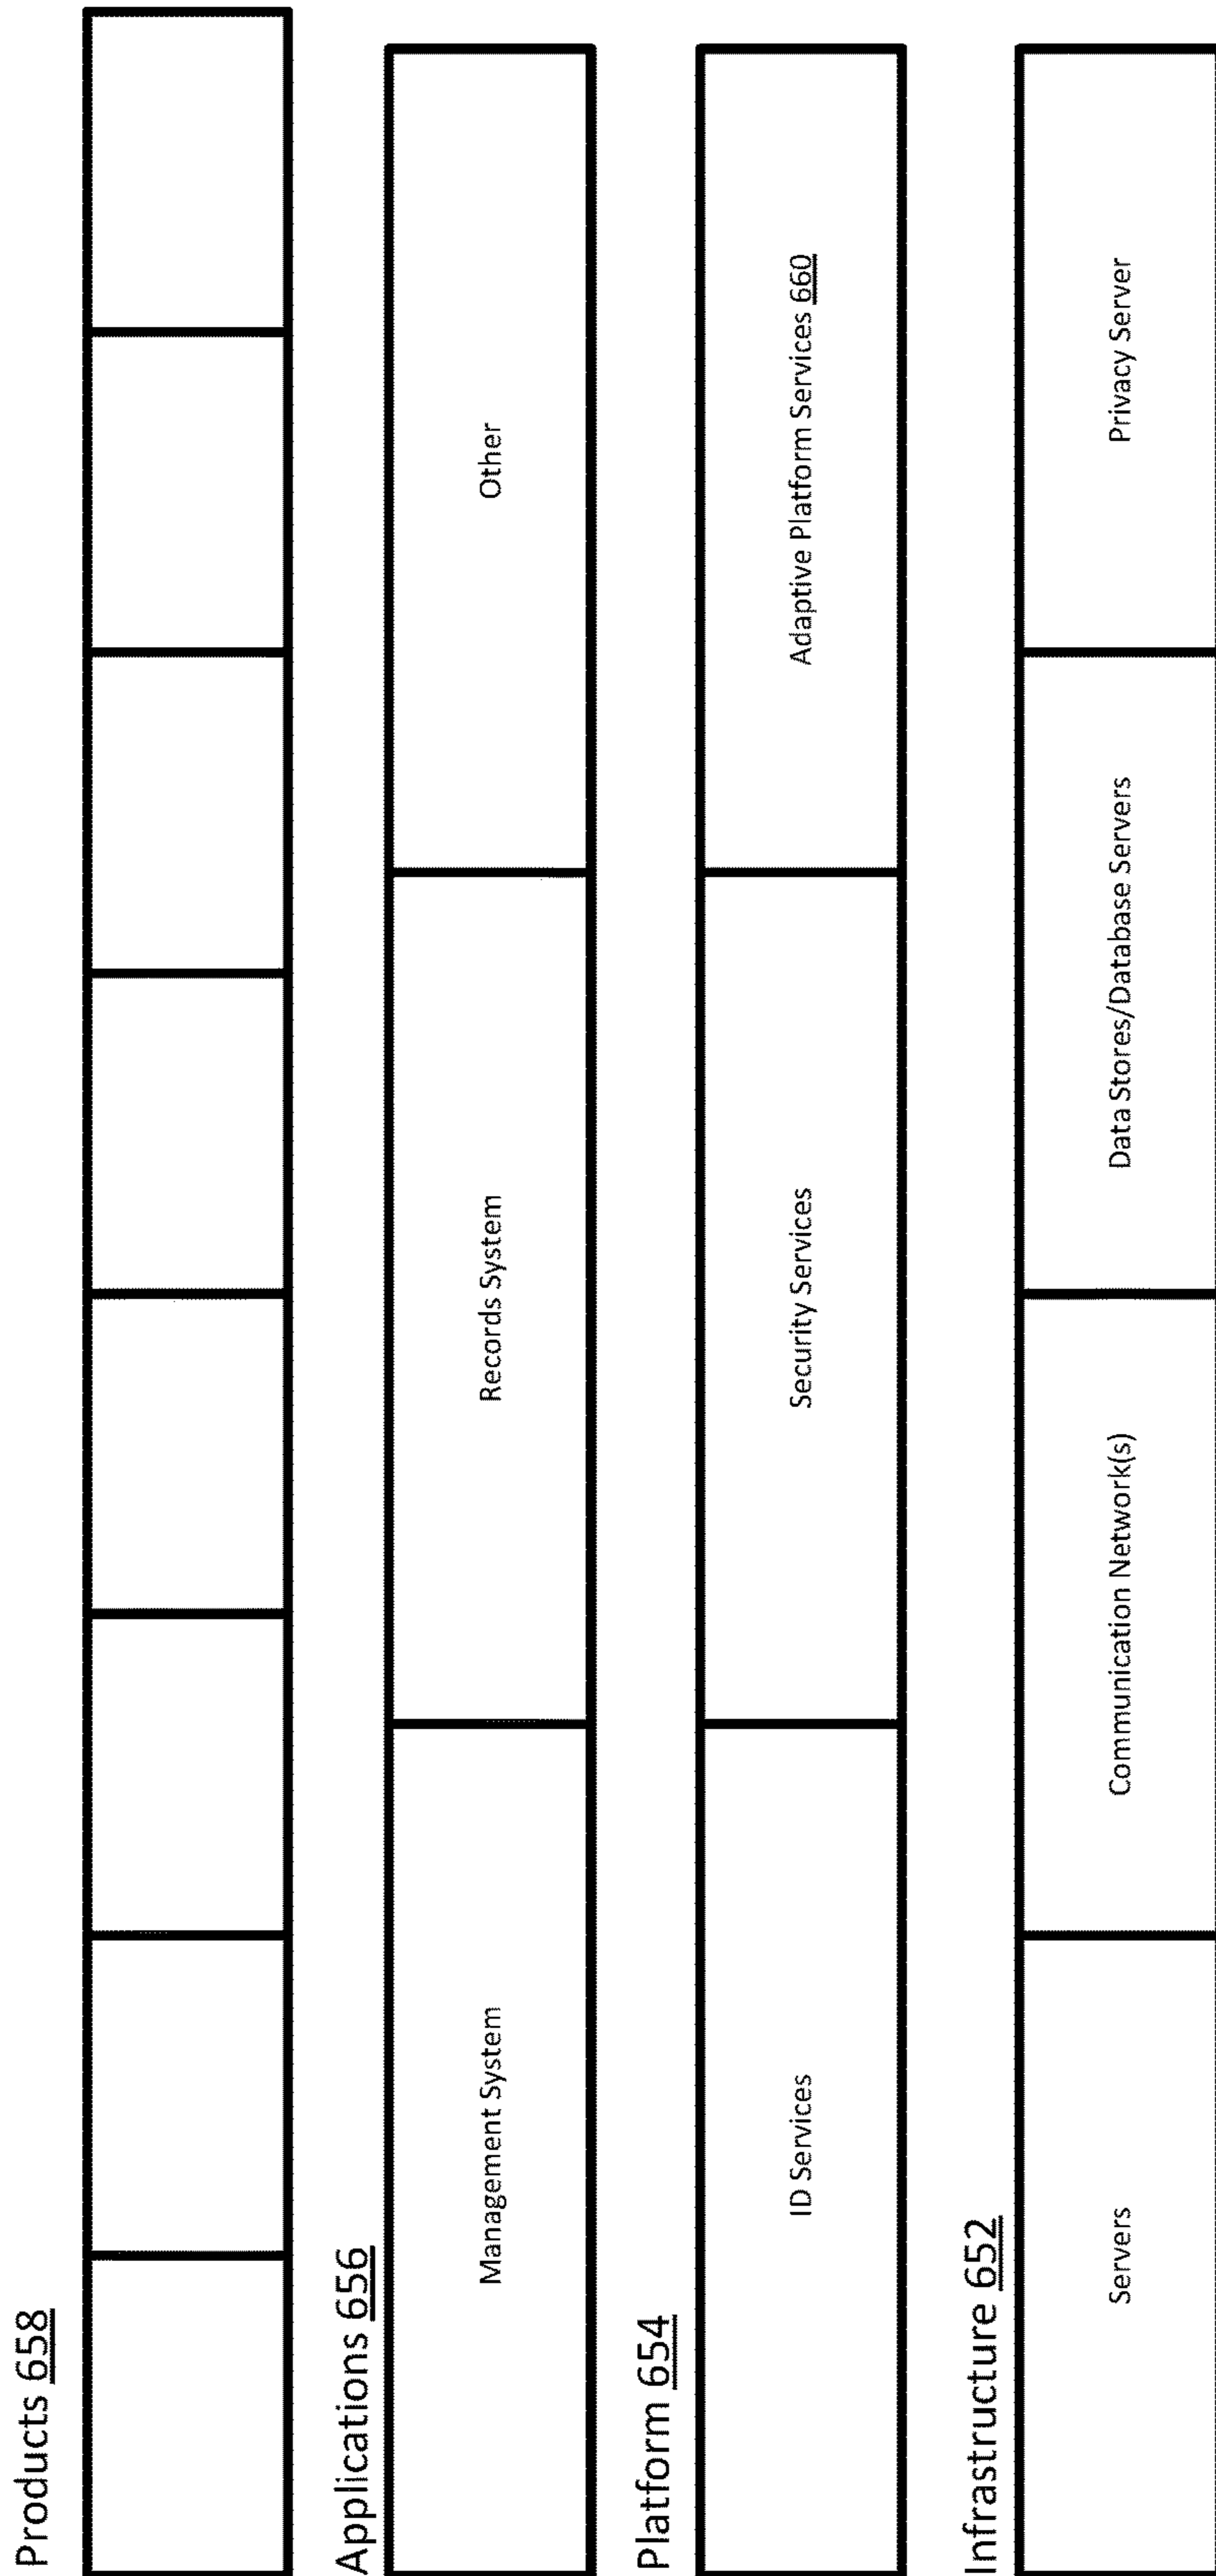 Products 658
Applications 656
Management System
Records System
Other
Platform 654
ID Services
Security Services
Adaptive Platform Services 660
Infrastructure 652
Servers
Communication Network(s)
Data Stores/Database Servers
Privacy Server